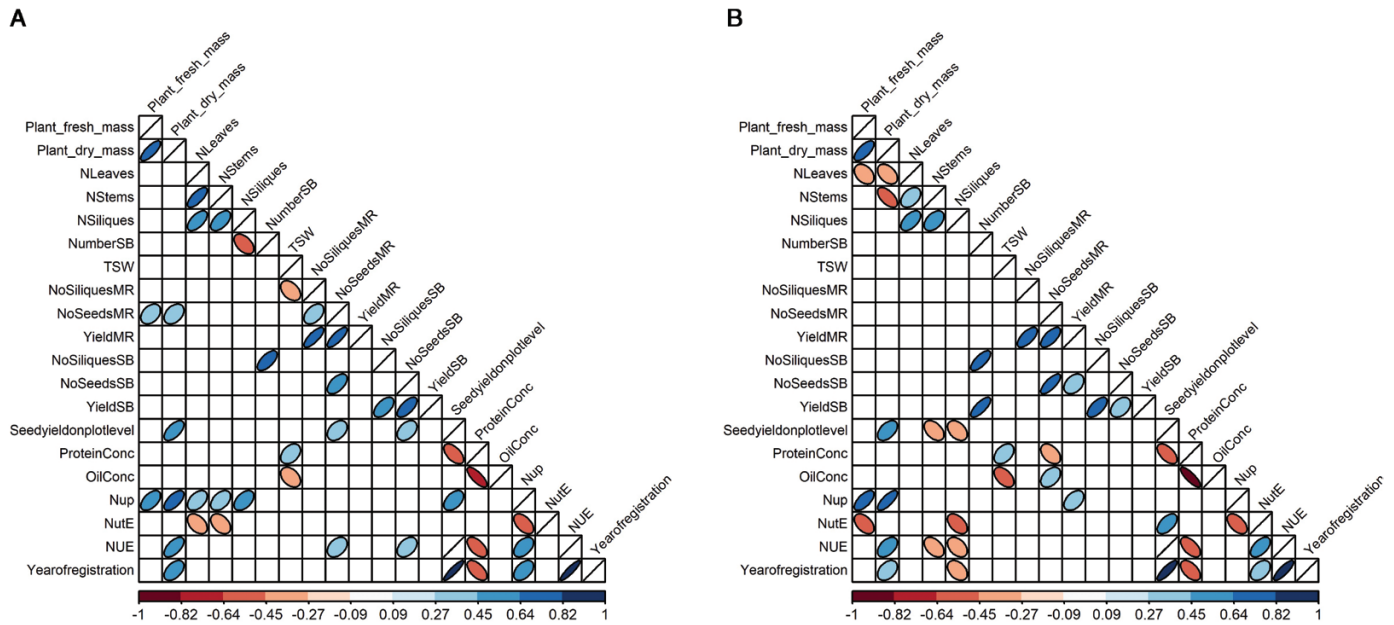 A
Plant_fresh_mass
Plant_dry_mass
NLeaves
NStems
NSiliques
NumberSB
TSW
NoSiliquesMR
NoSeedsMR
YieldMR
NoSiliquesSB
NoSeedsSB
YieldSB
Seedyieldonplotlevel
ProteinConc
OilConc
Nup
NutE
NUE
Yearofregistration
Plant_fresh_mass
Plant_dry_mass
NLeaves
NStems
NSiliques
NumberSB
TSW
NoSiliquesMR
NoSeedsMR
YieldMR
NoSiliquesSB
NoSeedsSB
YieldSB
Seedyieldonplotlevel
ProteinConc
OilConc
Nup
NutE
NUE
Yearofregistration
-1 -0.82 -0.64 -0.45 -0.27 -0.09 0.09 0.27 0.45 0.64 0.82 1
B
Plant_fresh_mass
Plant_dry_mass
NLeaves
NStems
NSiliques
NumberSB
TSW
NoSiliquesMR
NoSeedsMR
YieldMR
NoSiliquesSB
NoSeedsSB
YieldSB
Seedyieldonplotlevel
ProteinConc
OilConc
Nup
NutE
NUE
Yearofregistration
Plant_fresh_mass
Plant_dry_mass
NLeaves
NStems
NSiliques
NumberSB
TSW
NoSiliquesMR
NoSeedsMR
YieldMR
NoSiliquesSB
NoSeedsSB
YieldSB
Seedyieldonplotlevel
ProteinConc
OilConc
Nup
NutE
NUE
Yearofregistration
-1 -0.82 -0.64 -0.45 -0.27 -0.09 0.09 0.27 0.45 0.64 0.82 1